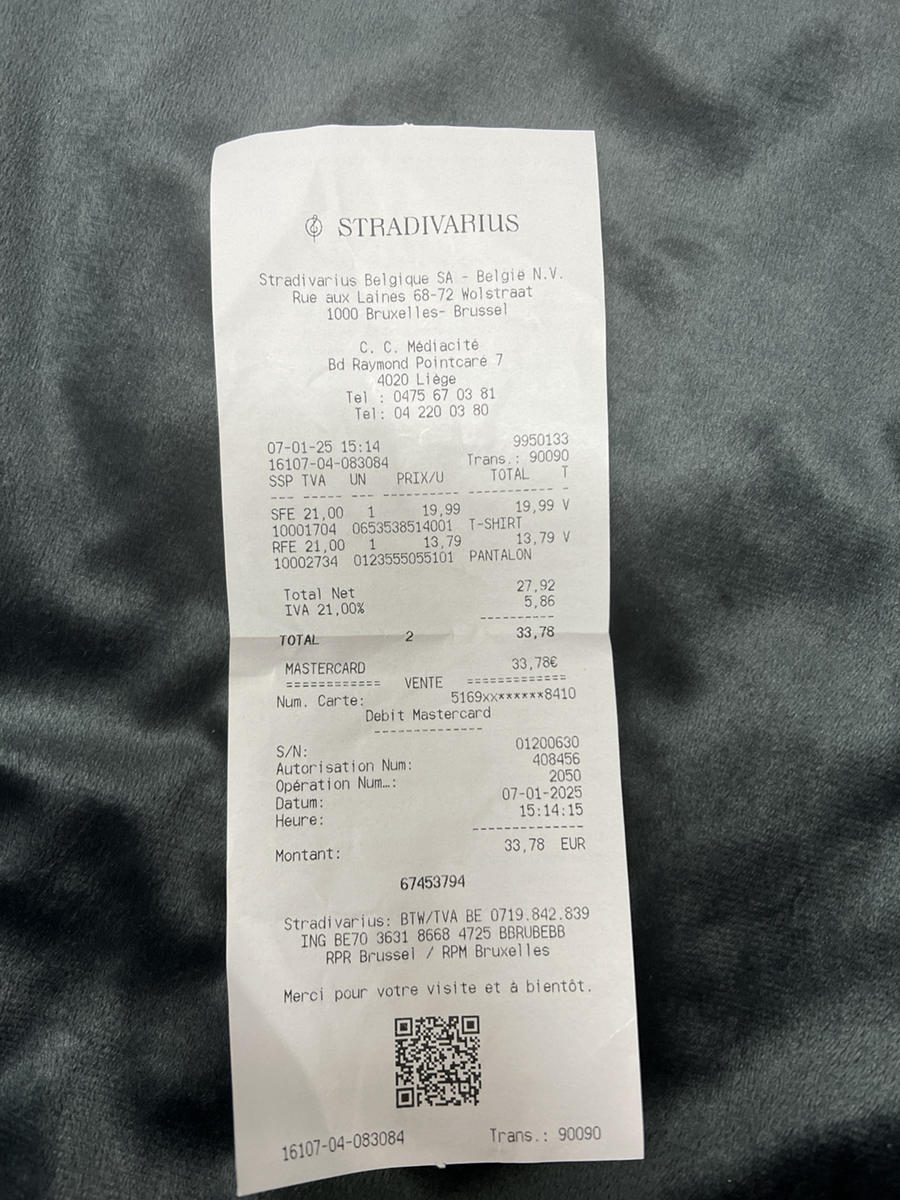 STRADIVARIUS
Stradivarius Belgique SA - België N.V.
Rue aux Laines 68-72 Wolstraat
1000 Bruxelles- Brussel
C. C. Médiacité
Bd Raymond Pointcaré 7
4020 Liège
Tel : 0475 67 03 81
Tel: 04 220 03 80
07-01-25 15:14 9950133
16107-04-083084 Trans.: 90090
SSP TVA UN PRIX/U TOTAL T
--- ----- --- ---------- --------- -
SFE 21,00 1 19,99 19,99 V
10001704 0653538514001 T-SHIRT
RFE 21,00 1 13,79 13,79 V
10002734 0123555055101 PANTALON
Total Net 27,92
IVA 21,00% 5,86
----------
TOTAL 2 33,78
MASTERCARD 33,78€
============ VENTE =============
Num. Carte: 5169xx******8410
Debit Mastercard
--------------
S/N: 01200630
Autorisation Num: 408456
Opération Num…: 2050
Datum: 07-01-2025
Heure: 15:14:15
--------------
Montant: 33,78 EUR
67453794
Stradivarius: BTW/TVA BE 0719.842.839
ING BE70 3631 8668 4725 BBRUBEBB
RPR Brussel / RPM Bruxelles
Merci pour votre visite et à bientôt.
16107-04-083084 Trans.: 90090